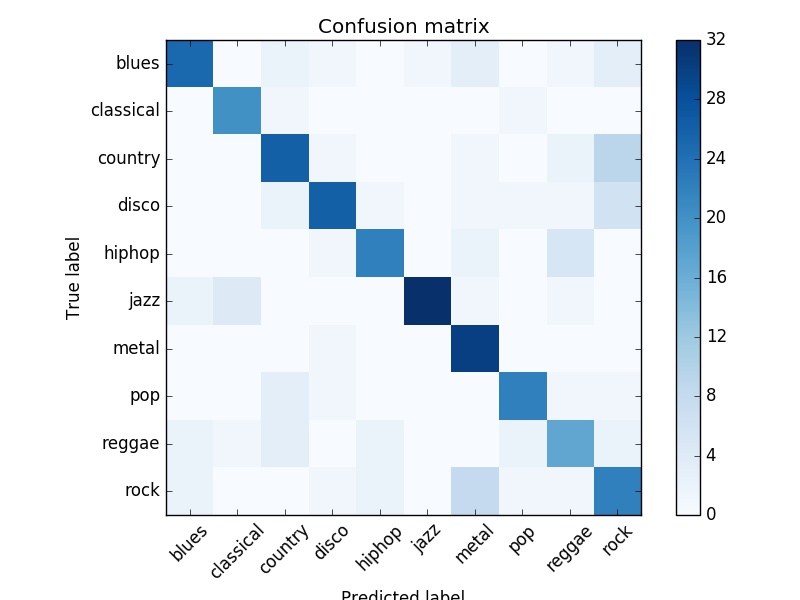 Confusion matrix
True label
blues
classical
country
disco
hiphop
jazz
metal
pop
reggae
rock
blues
classical
country
disco
hiphop
jazz
metal
pop
reggae
rock
Predicted label
32
28
24
20
16
12
8
4
0